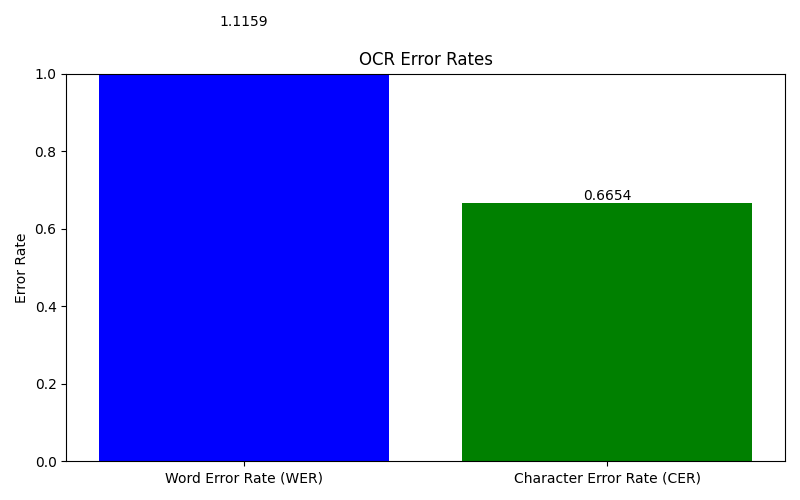 1.1159
OCR Error Rates
1.0
0.8
0.6654
0.6
Error Rate
0.4
0.2
0.0
Word Error Rate (WER)
Character Error Rate (CER)